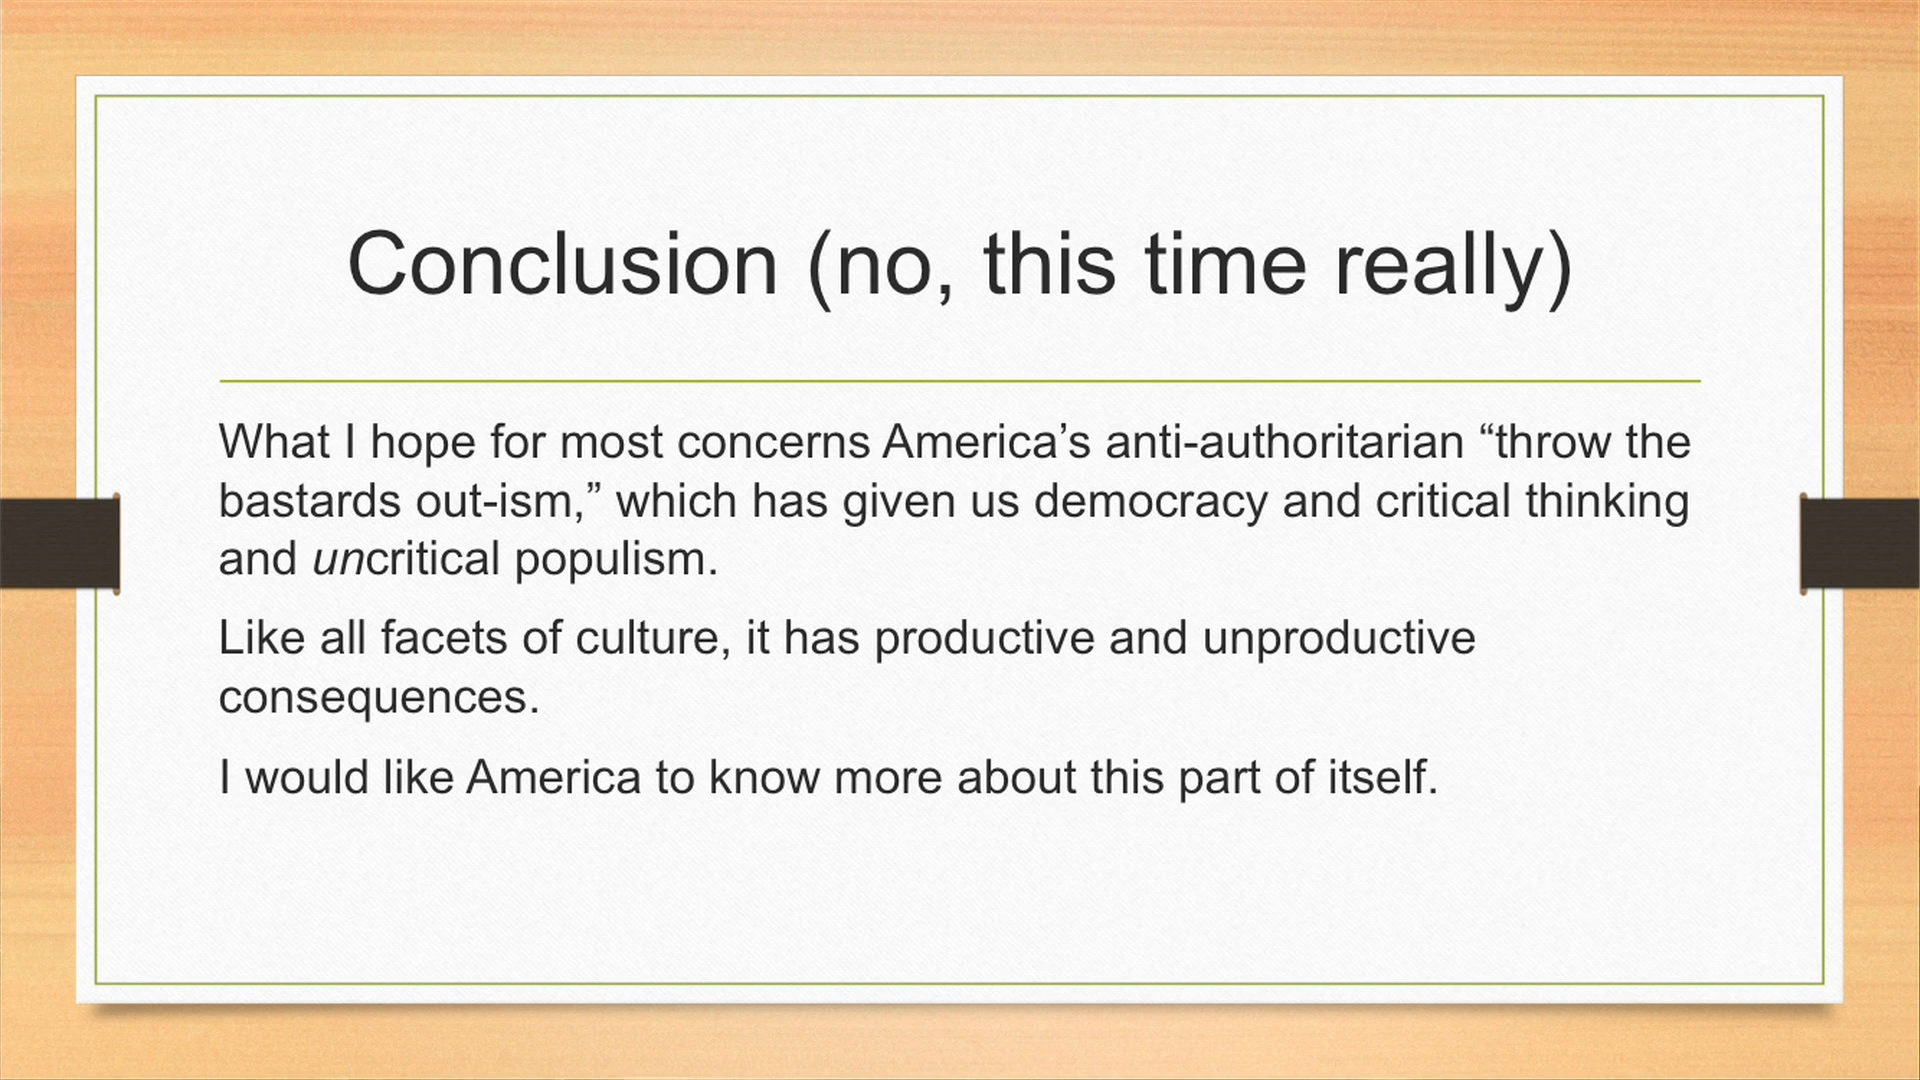 Conclusion (no, this time really)
What I hope for most concerns America’s anti-authoritarian “throw the
bastards out-ism,” which has given us democracy and critical thinking
and uncritical populism.
Like all facets of culture, it has productive and unproductive
consequences.
I would like America to know more about this part of itself.